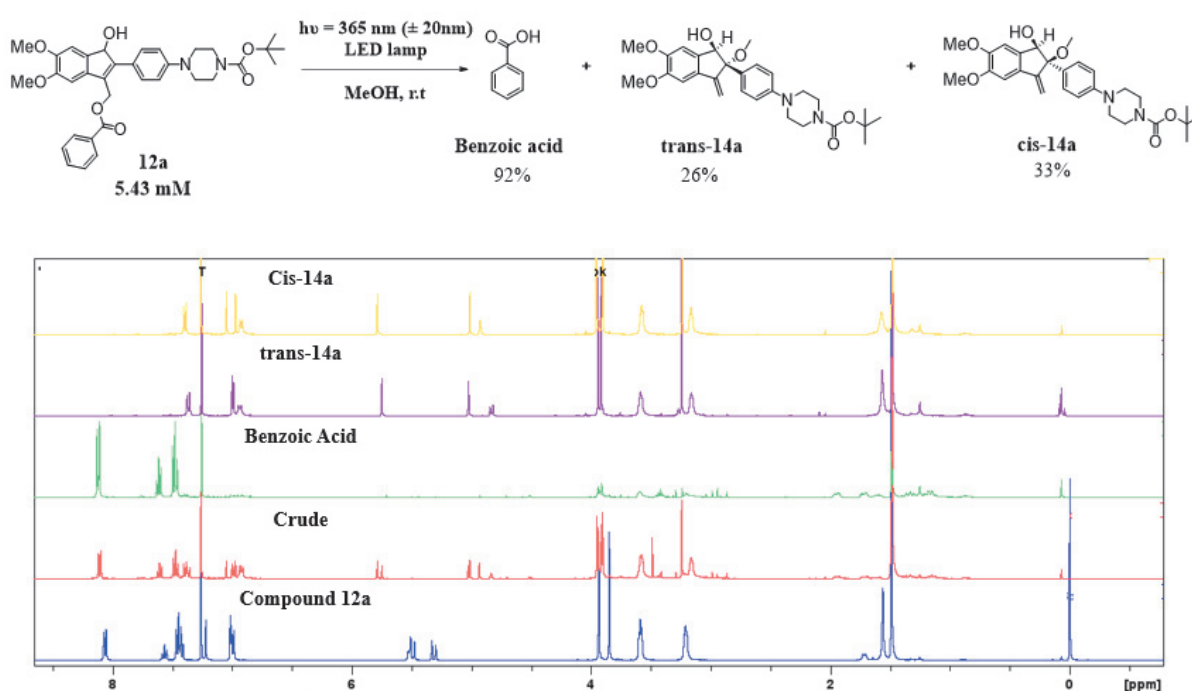 hυ = 365 nm (± 20nm)
LED lamp
MeOH, r.t
OH
MeO
MeO
N
N
O
O
O
O
12a
5.43 mM
O
OH
Benzoic acid
92%
+
HO
H
O
MeO
MeO
N
N
O
O
trans-14a
26%
+
HO
H
O
MeO
MeO
N
N
O
O
cis-14a
33%
Cis-14a
trans-14a
Benzoic Acid
Crude
Compound 12a
8
6
4
2
0
[ppm]